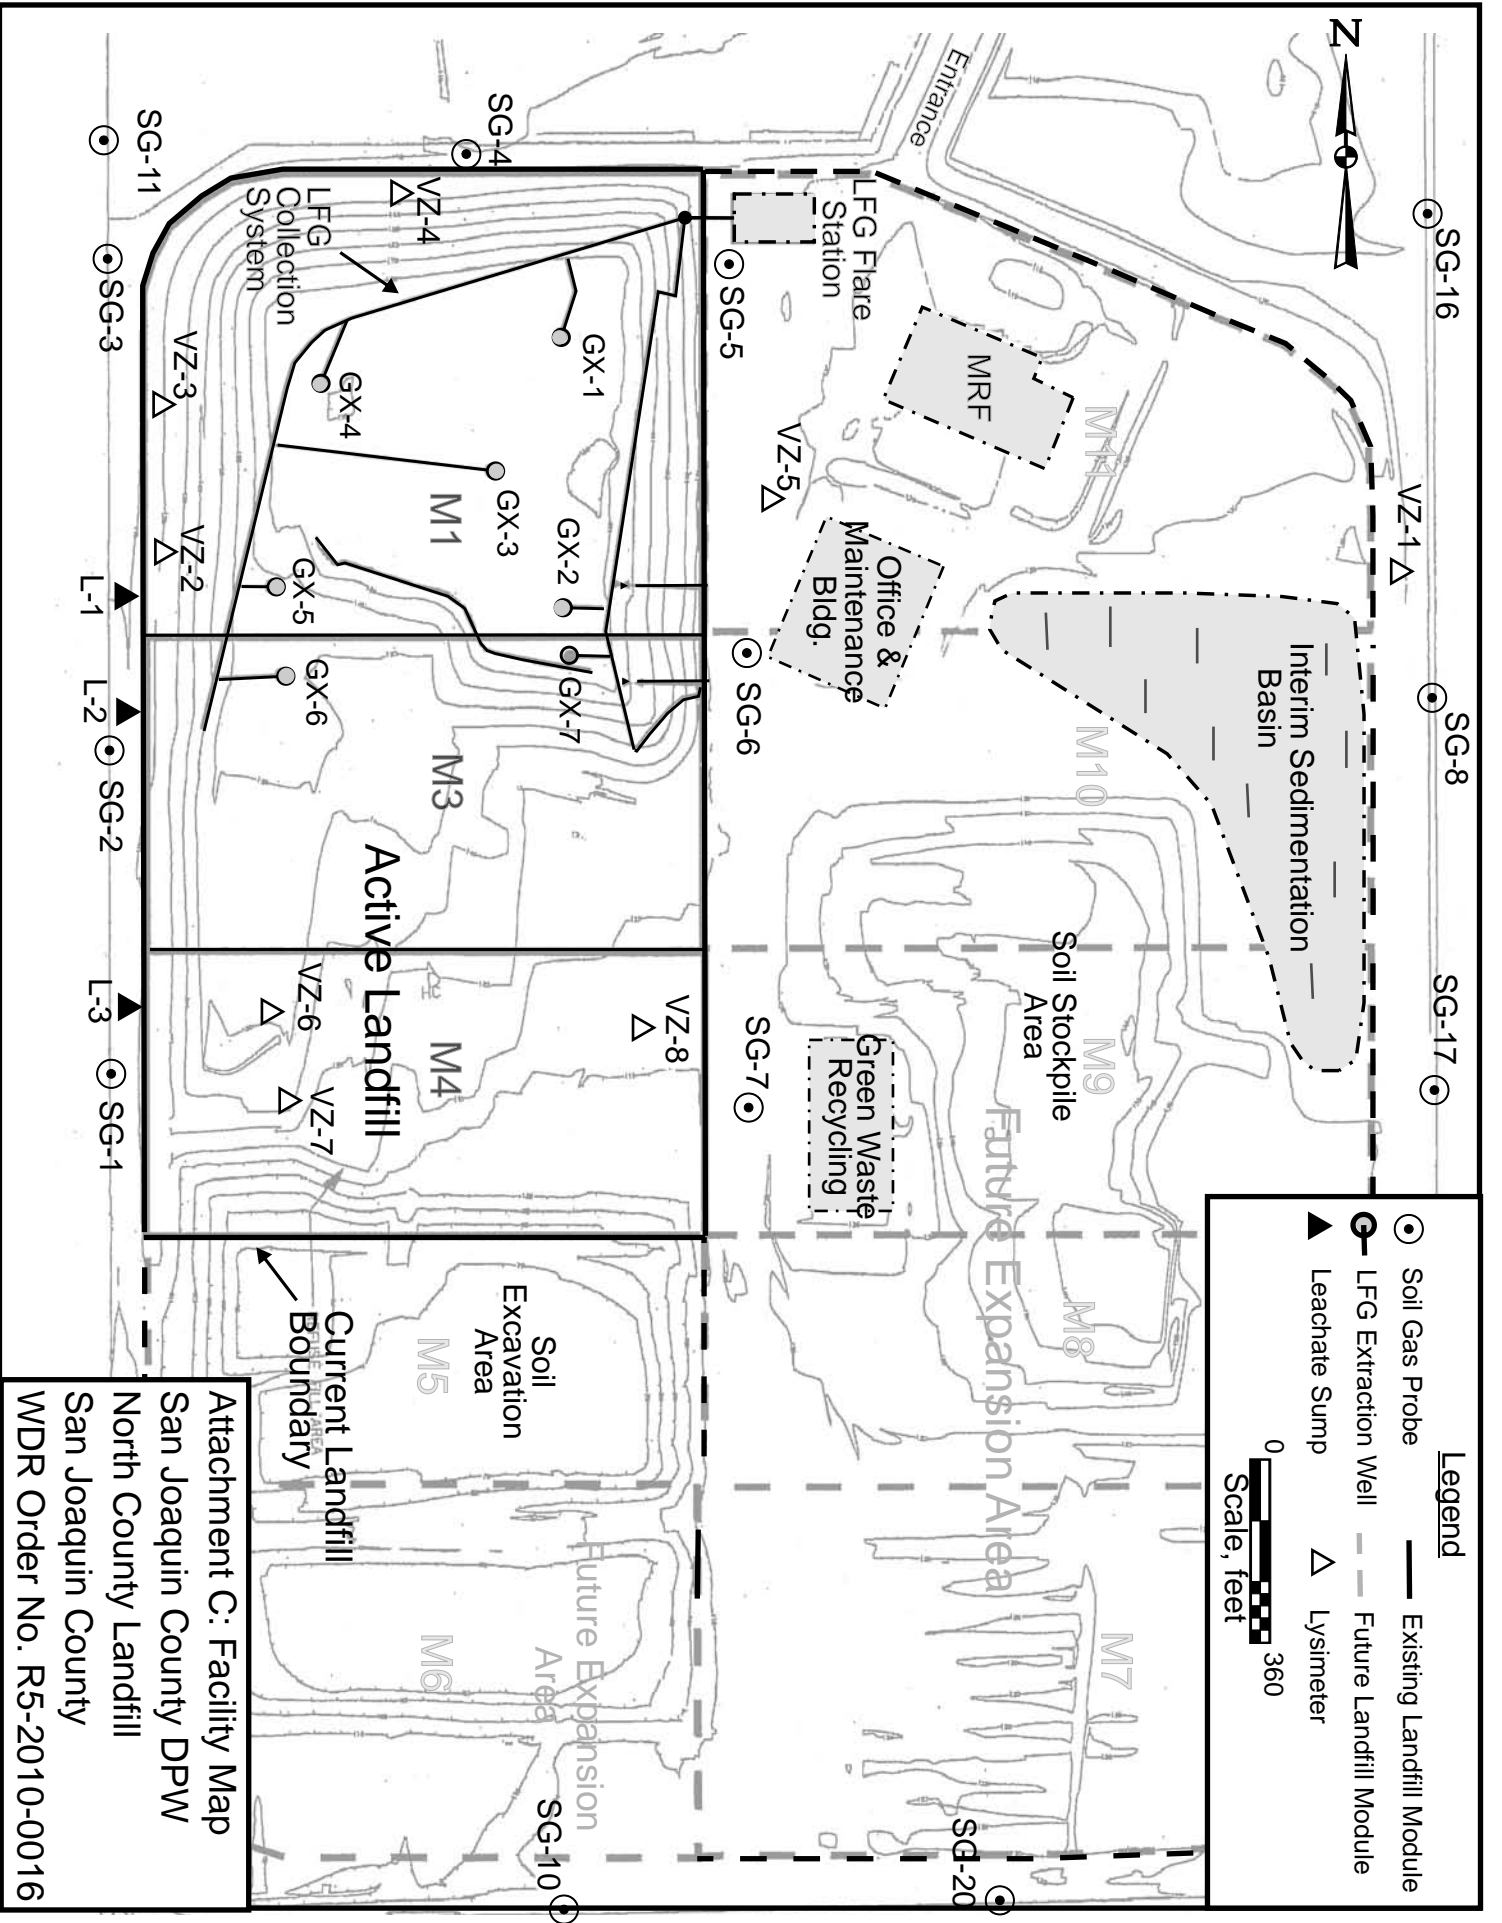 N
Entrance
SG-16
SG-11
SG-4
SG-3
VZ-4
LFG
Collection
System
LFG Flare
Station
SG-5
MRF
M11
GX-1
GX-4
VZ-3
VZ-5
VZ-1
GX-3
M1
GX-2
VZ-2
GX-5
L-1
Office &
Maintenance
Bldg.
Interim Sedimentation
Basin
SG-8
SG-6
GX-7
GX-6
L-2
SG-2
M3
M10
Active Landfill
Soil Stockpile
Area
SG-17
VZ-6
L-3
VZ-8
M4
SG-7
M9
VZ-7
SG-1
Green Waste
Recycling
Future Expansion Area
M8
Soil
Excavation
Area
M5
Current Landfill
Boundary
M7
Future Expansion
Area
M6
SG-10
SG-20
Legend
Soil Gas Probe
Existing Landfill Module
LFG Extraction Well
Future Landfill Module
Leachate Sump
Lysimeter
0
360
Scale, feet
Attachment C: Facility Map
San Joaquin County DPW
North County Landfill
San Joaquin County
WDR Order No. R5-2010-0016